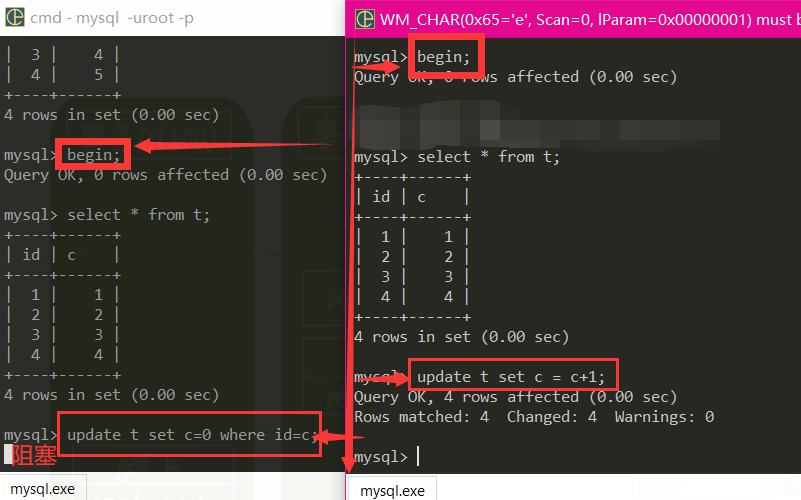 cmd - mysql  -uroot -p
|  3 |    4 |
|  4 |    5 |
+----+------+
4 rows in set (0.00 sec)
mysql> begin;
Query OK, 0 rows affected (0.00 sec)
mysql> select * from t;
+----+------+
| id | c    |
+----+------+
|  1 |    1 |
|  2 |    2 |
|  3 |    3 |
|  4 |    4 |
+----+------+
4 rows in set (0.00 sec)
mysql> update t set c=0 where id=c;
阻塞
mysql.exe
WM_CHAR(0x65='e', Scan=0, lParam=0x00000001) must b
mysql> begin;
Query OK, 0 rows affected (0.00 sec)
mysql> select * from t;
+----+------+
| id | c    |
+----+------+
|  1 |    1 |
|  2 |    2 |
|  3 |    3 |
|  4 |    4 |
+----+------+
4 rows in set (0.00 sec)
mysql> update t set c = c+1;
Query OK, 4 rows affected (0.00 sec)
Rows matched: 4  Changed: 4  Warnings: 0
mysql>
mysql.exe